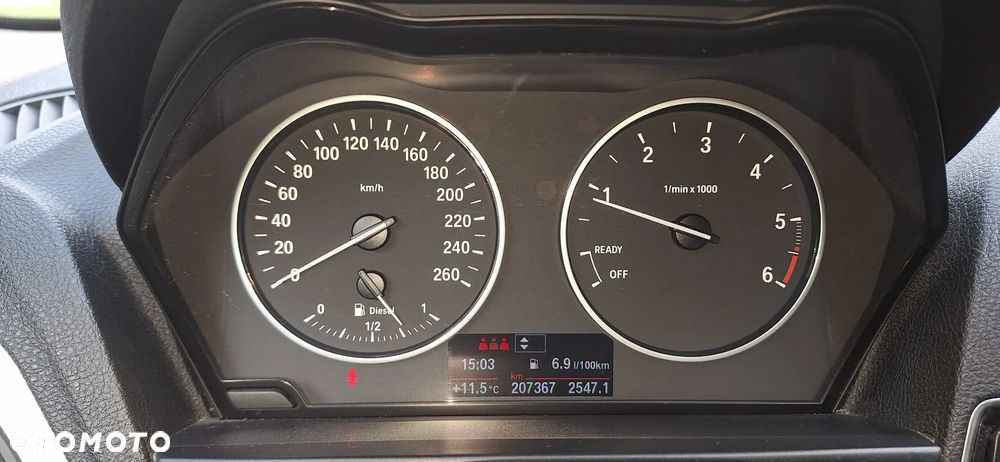 0 20 40 60 80 100 120 140 160 180 200 220 240 260
km/h
0 1/2 1
Diesel
1 2 3 4 5 6
1/min x 1000
READY
OFF
15:03 6.9 l/100km
km
+11.5°C 207367 2547.1
OTOMOTO